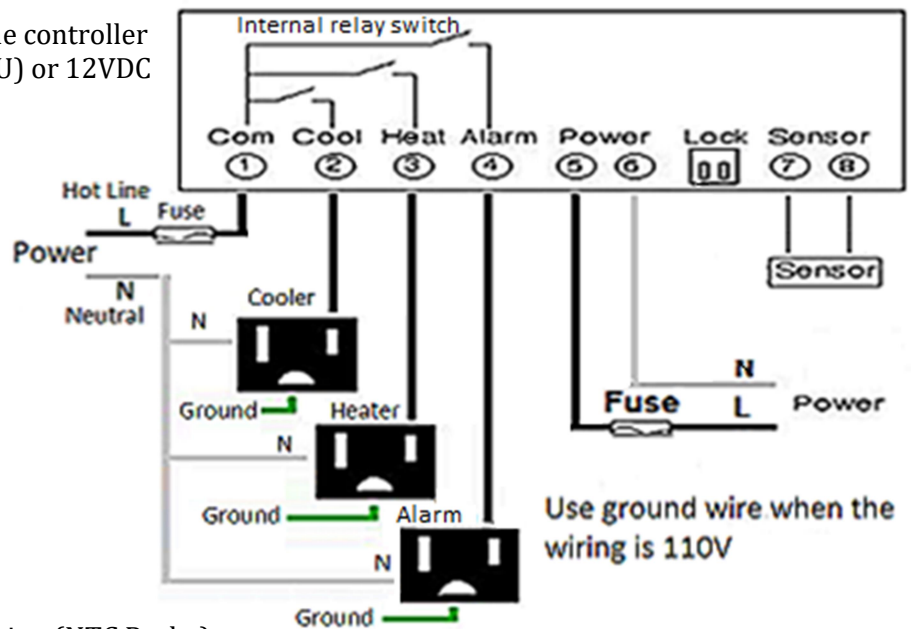 e controller
U) or 12VDC
Internal relay switch
Com Cool Heat Alarm Power Lock Sensor
1 2 3 4 5 6 7 8
Hot Line
L Fuse
Power
N
Neutral
Sensor
Cooler
N
Ground
Heater
N
Ground
Alarm
N
Ground
N
Fuse L Power
Use ground wire when the
wiring is 110V